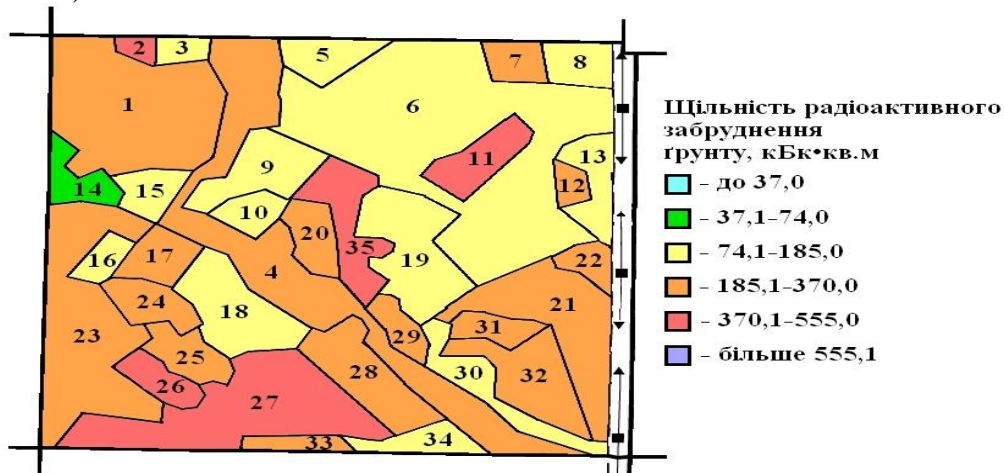 2 3 5 7 8
1 6
9 11 13
14 15 10 12
20
16 17 4 35 19 22
24 18 21
23 29 31
25 30 32
26 28
27
33 34
Щільність радіоактивного
забруднення
ґрунту, кБк•кв.м
- до 37,0
- 37,1-74,0
- 74,1-185,0
- 185,1-370,0
- 370,1-555,0
- більше 555,1